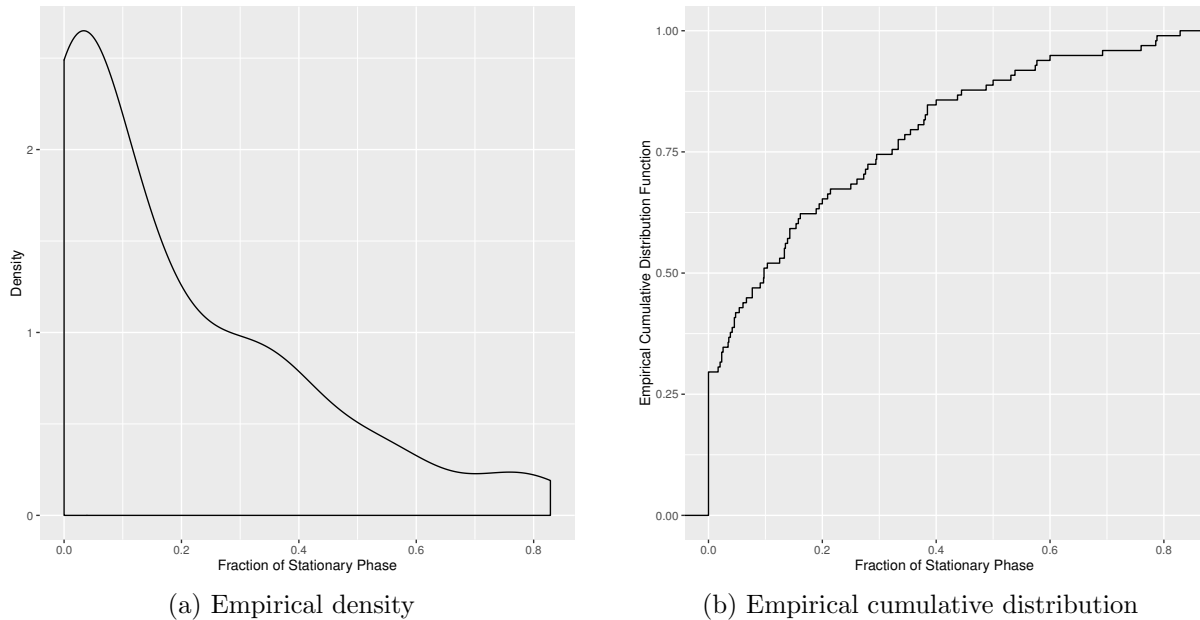 Density
2
1
0
0.0 0.2 0.4 0.6 0.8
Fraction of Stationary Phase
(a) Empirical density
Empirical Cumulative Distribution Function
1.00
0.75
0.50
0.25
0.00
0.0 0.2 0.4 0.6 0.8
Fraction of Stationary Phase
(b) Empirical cumulative distribution